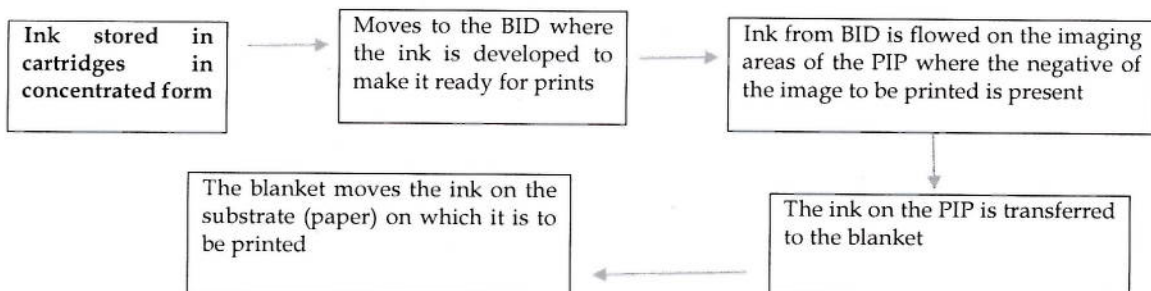 Ink stored in
cartridges in
concentrated form
Moves to the BID where
the ink is developed to
make it ready for prints
Ink from BID is flowed on the imaging
areas of the PIP where the negative of
the image to be printed is present
The ink on the PIP is transferred
to the blanket
The blanket moves the ink on the
substrate (paper) on which it is to
be printed